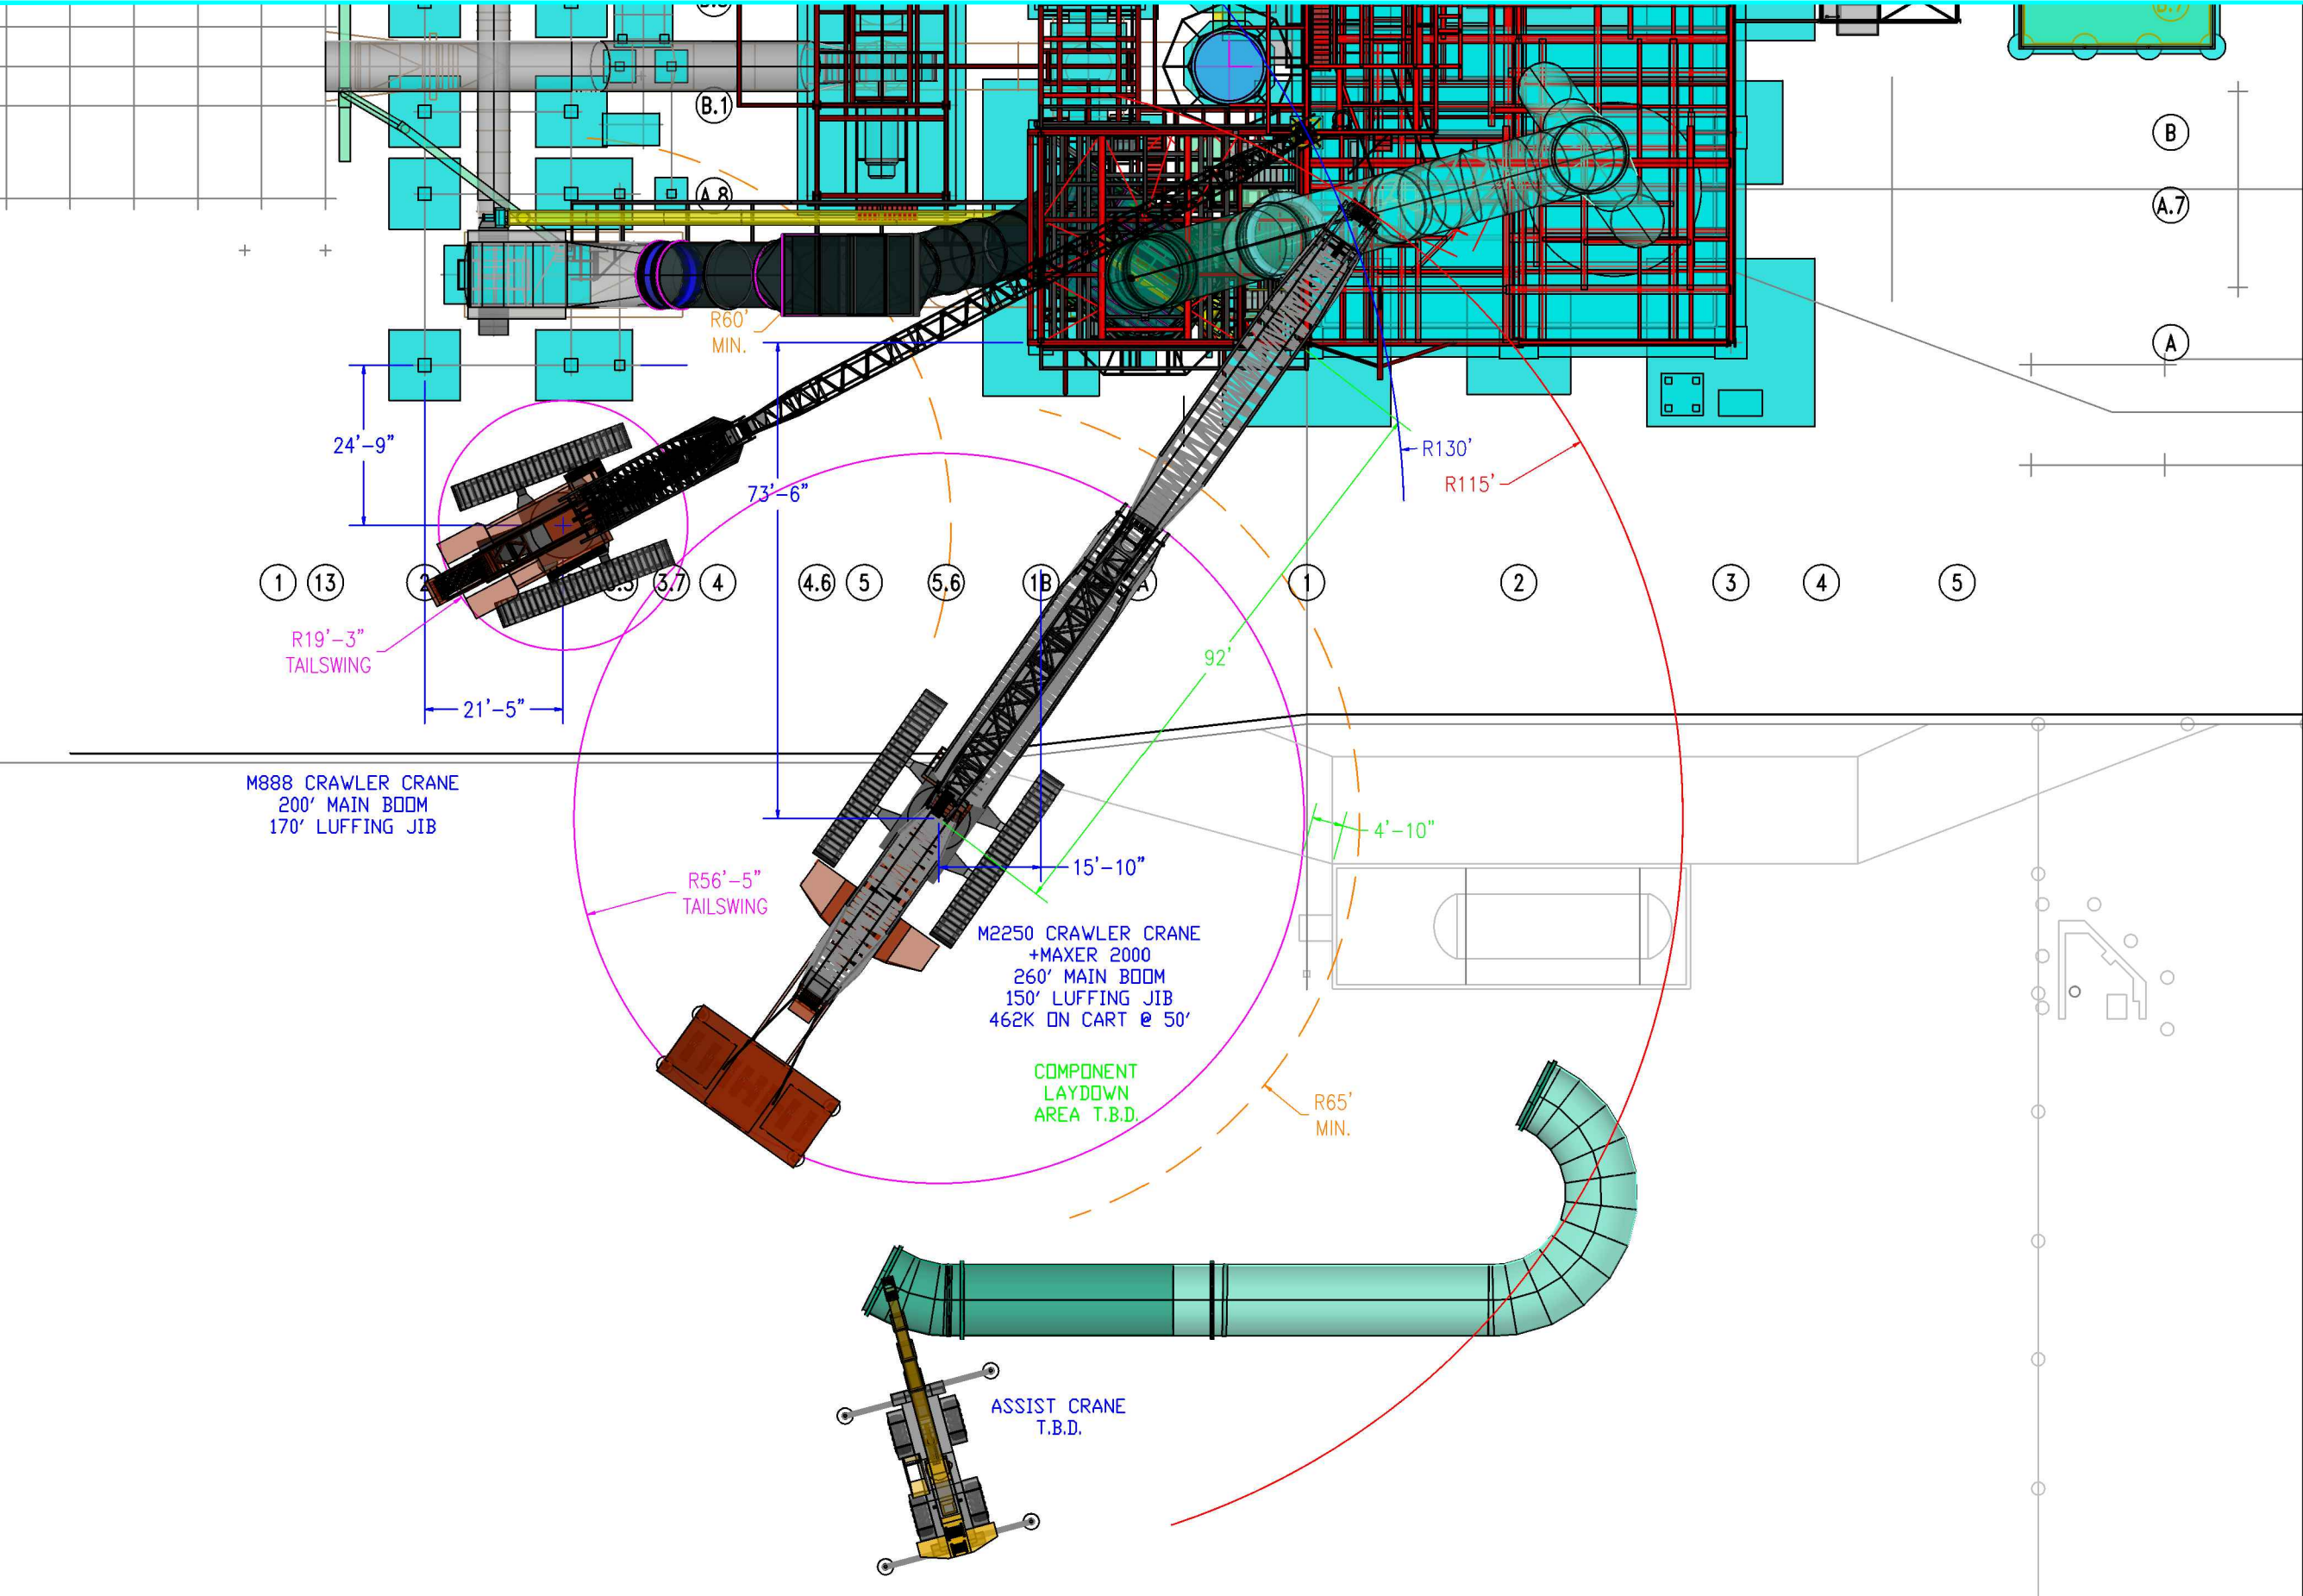 B.1
B
A.8
A.7
R60'
MIN.
A
24'-9"
73'-6"
R130'
R115'
1
13
2
3.7
4
4.6
5
5.6
1B
A
1
2
3
4
5
R19'-3"
TAILSWING
92'
21'-5"
M888 CRAWLER CRANE
200' MAIN BOOM
170' LUFFING JIB
4'-10"
15'-10"
R56'-5"
TAILSWING
M2250 CRAWLER CRANE
+MAXER 2000
260' MAIN BOOM
150' LUFFING JIB
462K ON CART @ 50'
COMPONENT
LAYDOWN
AREA T.B.D.
R65'
MIN.
ASSIST CRANE
T.B.D.